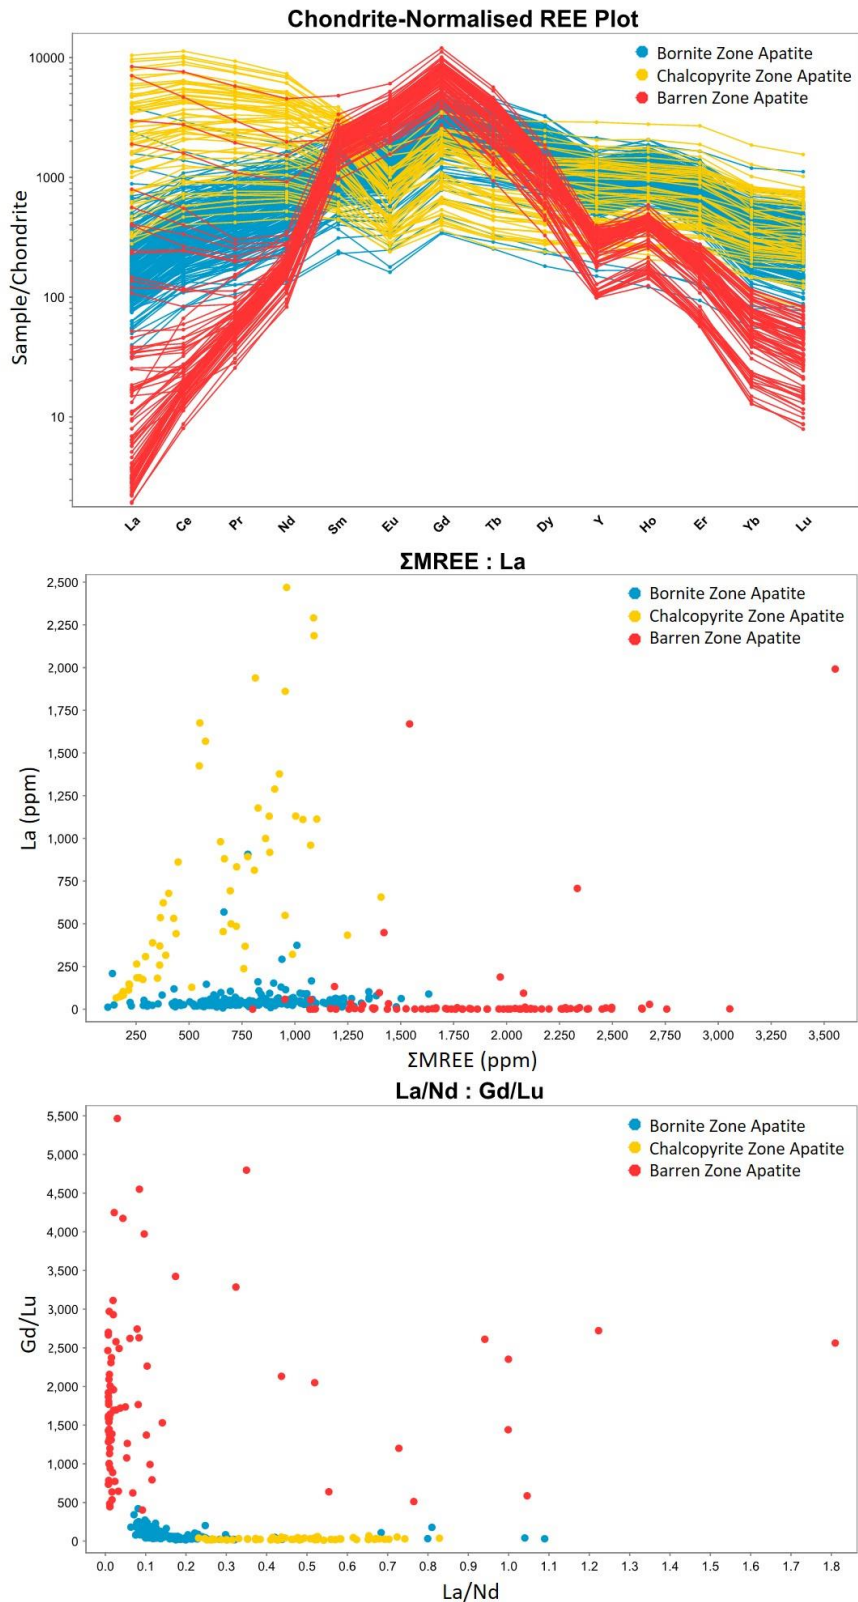 Chondrite-Normalised REE Plot
Bornite Zone Apatite
Chalcopyrite Zone Apatite
Barren Zone Apatite
10000
1000
100
10
Sample/Chondrite
La Ce Pr Nd Sm Eu Gd Tb Dy Y Ho Er Yb Lu
ΣMREE : La
Bornite Zone Apatite
Chalcopyrite Zone Apatite
Barren Zone Apatite
2,500
2,250
2,000
1,750
1,500
1,250
1,000
750
500
250
0
La (ppm)
250 500 750 1,000 1,250 1,500 1,750 2,000 2,250 2,500 2,750 3,000 3,250 3,500
ΣMREE (ppm)
La/Nd : Gd/Lu
Bornite Zone Apatite
Chalcopyrite Zone Apatite
Barren Zone Apatite
5,500
5,000
4,500
4,000
3,500
3,000
2,500
2,000
1,500
1,000
500
0
Gd/Lu
0.0 0.1 0.2 0.3 0.4 0.5 0.6 0.7 0.8 0.9 1.0 1.1 1.2 1.3 1.4 1.5 1.6 1.7 1.8
La/Nd